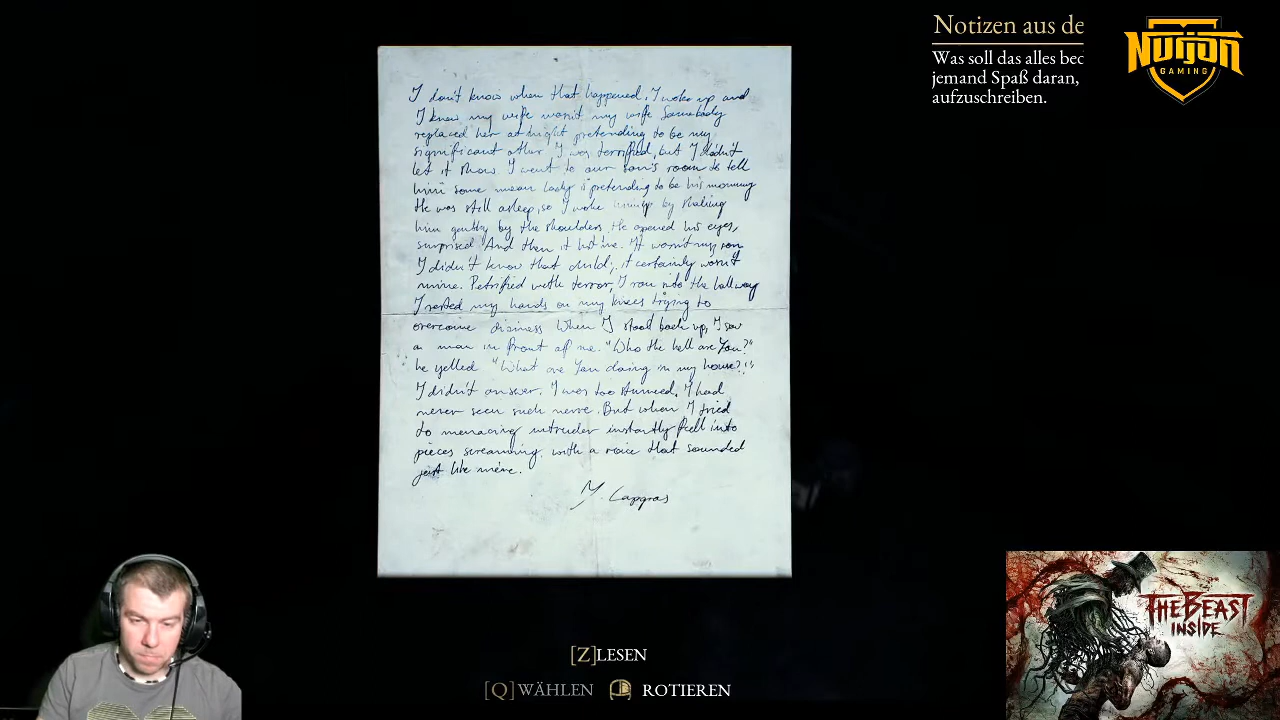 Notizen aus de
Was soll das alles bec
jemand Spaß daran,
aufzuschreiben.
NURJON
GAMING
I don't know when that happened. I woke up and
I knew my wife wasn't my wife Somebody
replaced her at night pretending to be my
significant other I was terrified, but I didn't
let it show. I went to our son's room to tell
him some mean lady is pretending to be his mommy
He was still asleep, so I woke him up by shaking
him gently by the shoulders. He opened his eyes,
surprised And then it hit me. It wasn't my son
I didn't know that child, it certainly wasn't
mine. Petrified with terror, I ran into the hallway
I rested my hands on my knees trying to
overcome diziness When I stood back up, I saw
a man in front off me. "Who the hell are You?"
he yelled "What are You doing in my house?!"
I didn't answer. I was too stunned, I had
never seen such nerve. But when I tried
to menacing intruder instantly fell into
pieces screaming with a voice that sounded
just like mine.
Capgras
THE BEAST
INSIDE
[Z]LESEN
[Q]WÄHLEN ROTIEREN